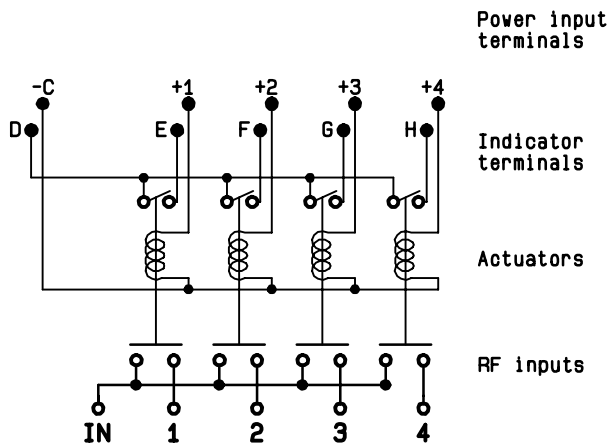 Power input
terminals
-C +1 +2 +3 +4
D E F G H
Indicator
terminals
Actuators
RF inputs
IN 1 2 3 4